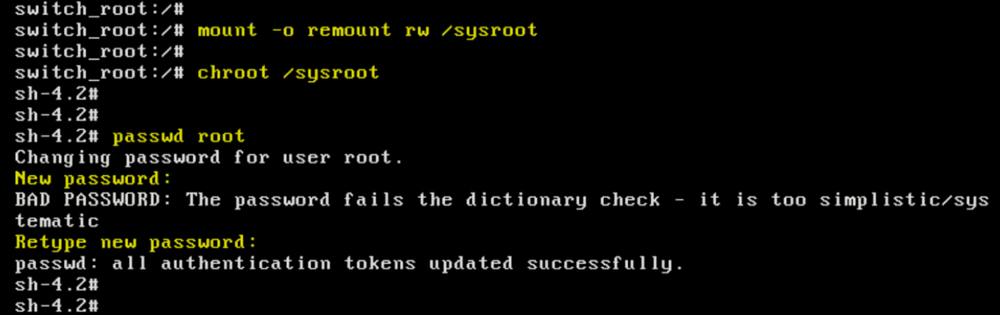 switch_root:/#
switch_root:/# mount -o remount rw /sysroot
switch_root:/#
switch_root:/# chroot /sysroot
sh-4.2#
sh-4.2#
sh-4.2# passwd root
Changing password for user root.
New password:
BAD PASSWORD: The password fails the dictionary check - it is too simplistic/sys
tematic
Retype new password:
passwd: all authentication tokens updated successfully.
sh-4.2#
sh-4.2#